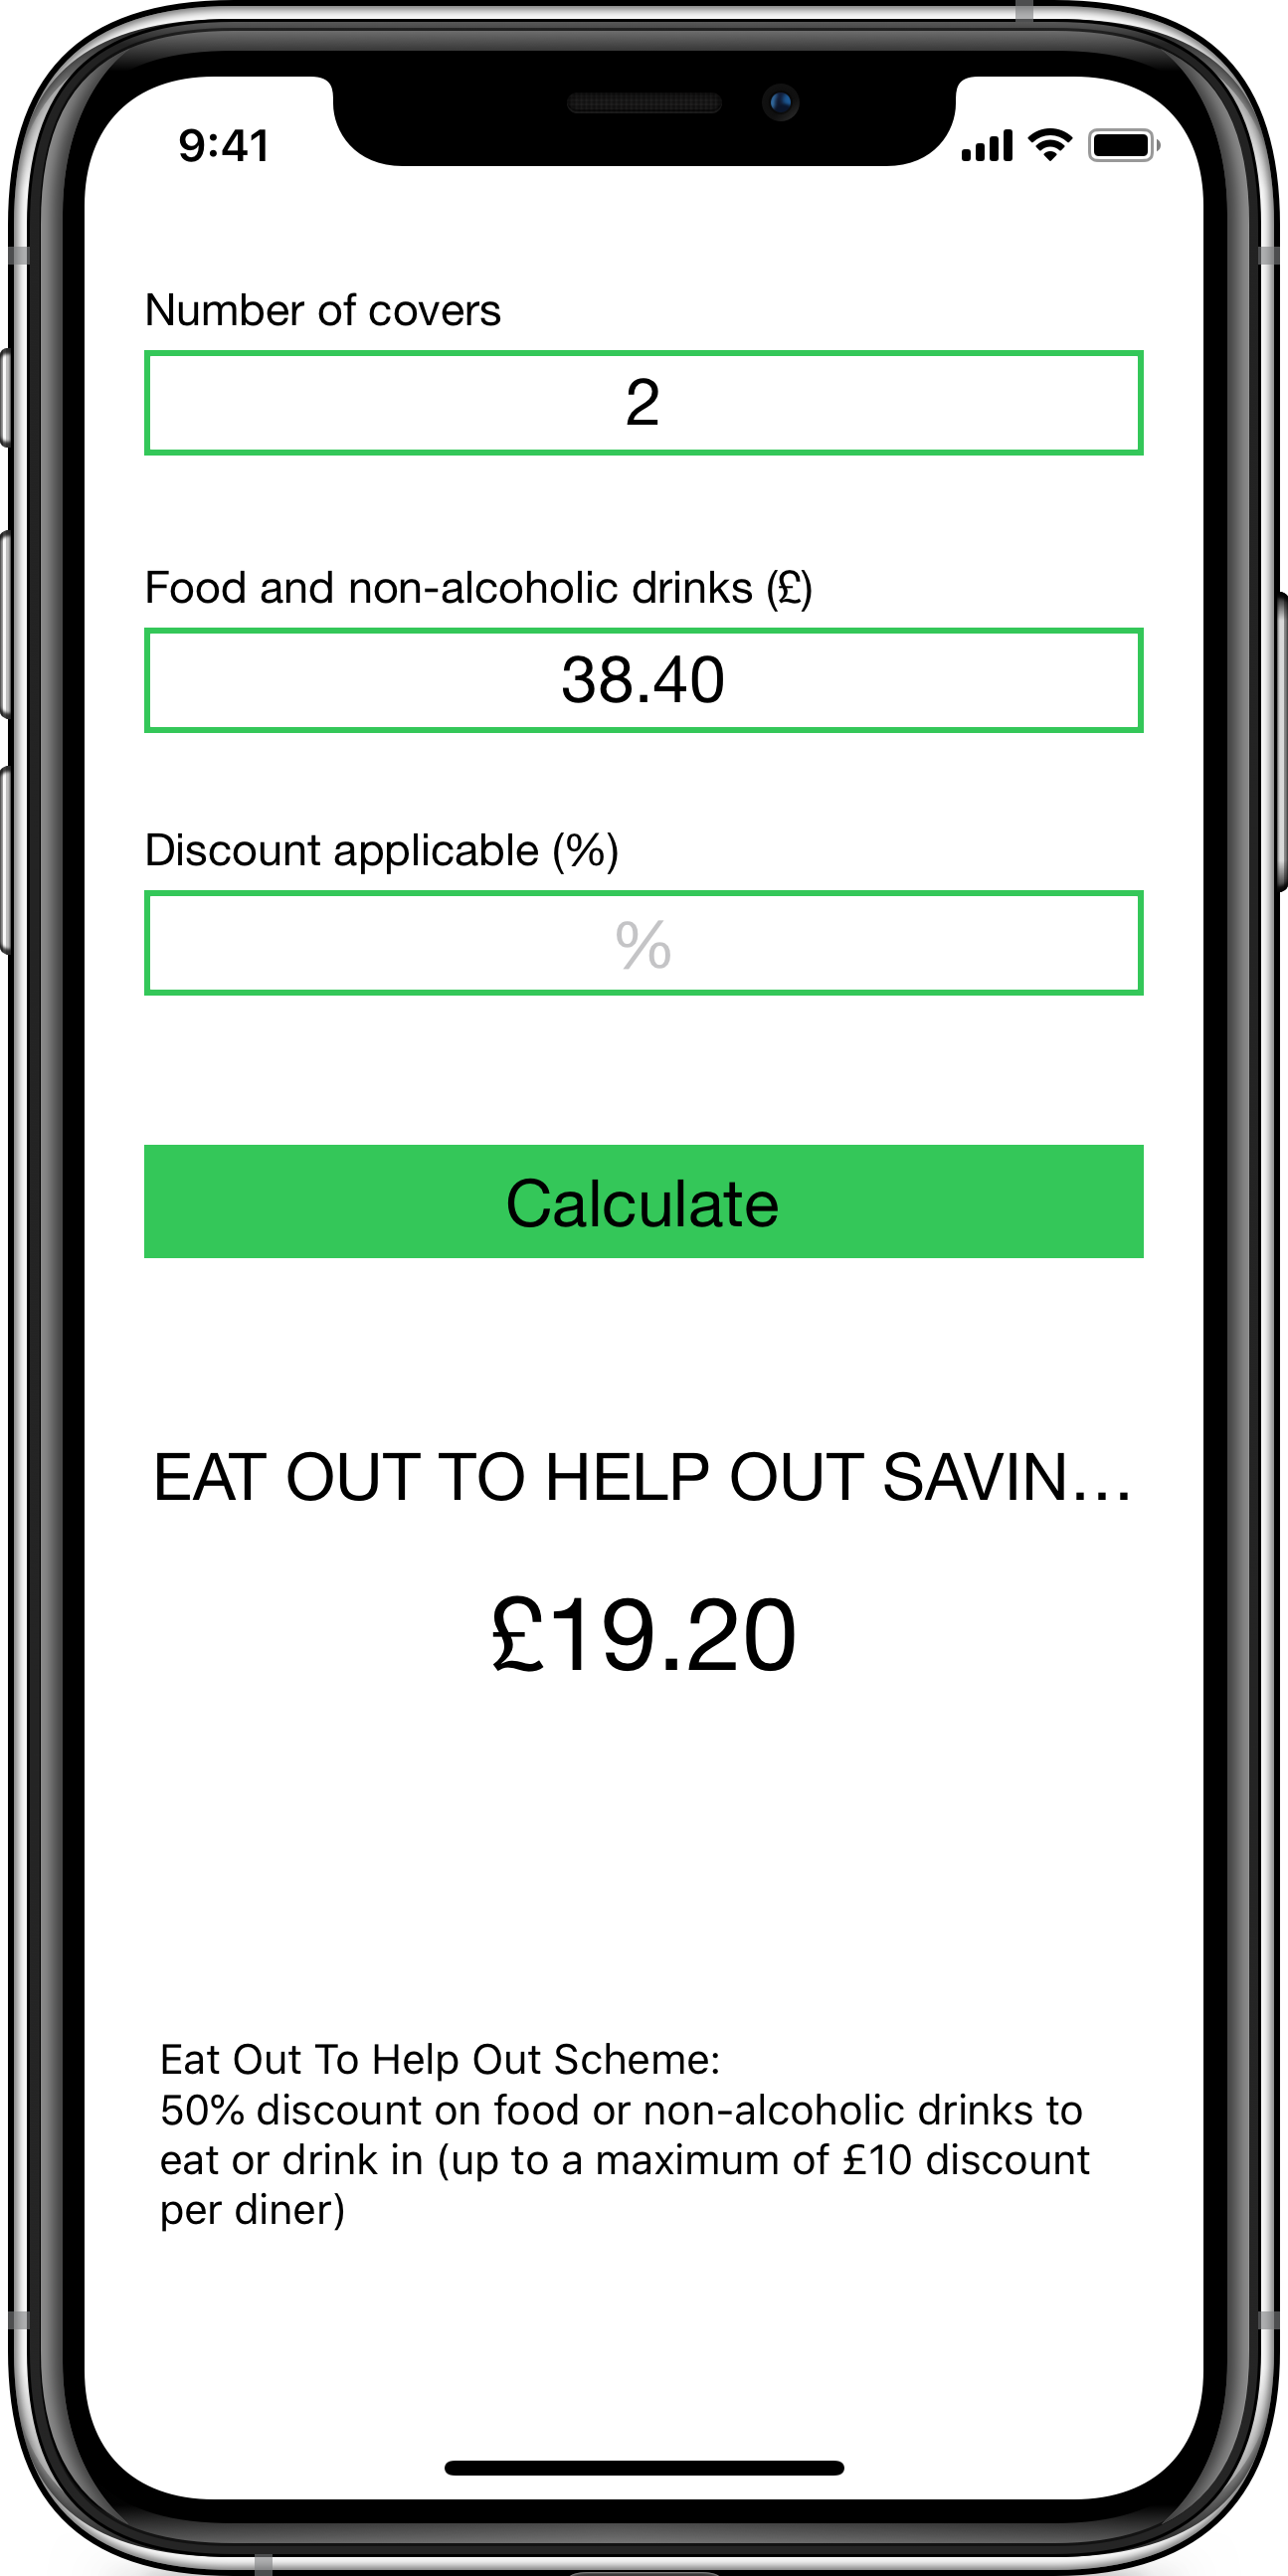 9:41
Number of covers
2
Food and non-alcoholic drinks (£)
38.40
Discount applicable (%)
%
Calculate
EAT OUT TO HELP OUT SAVIN…
£19.20
Eat Out To Help Out Scheme:
50% discount on food or non-alcoholic drinks to
eat or drink in (up to a maximum of £10 discount
per diner)